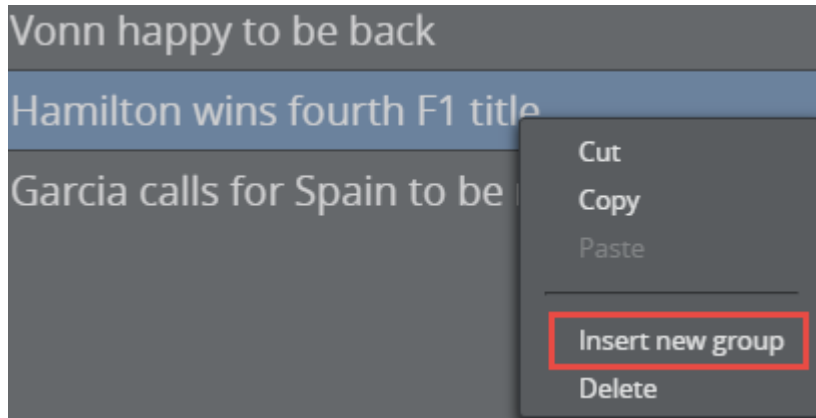 Vonn happy to be back
Hamilton wins fourth F1 title
Garcia calls for Spain to be
Cut
Copy
Paste
Insert new group
Delete